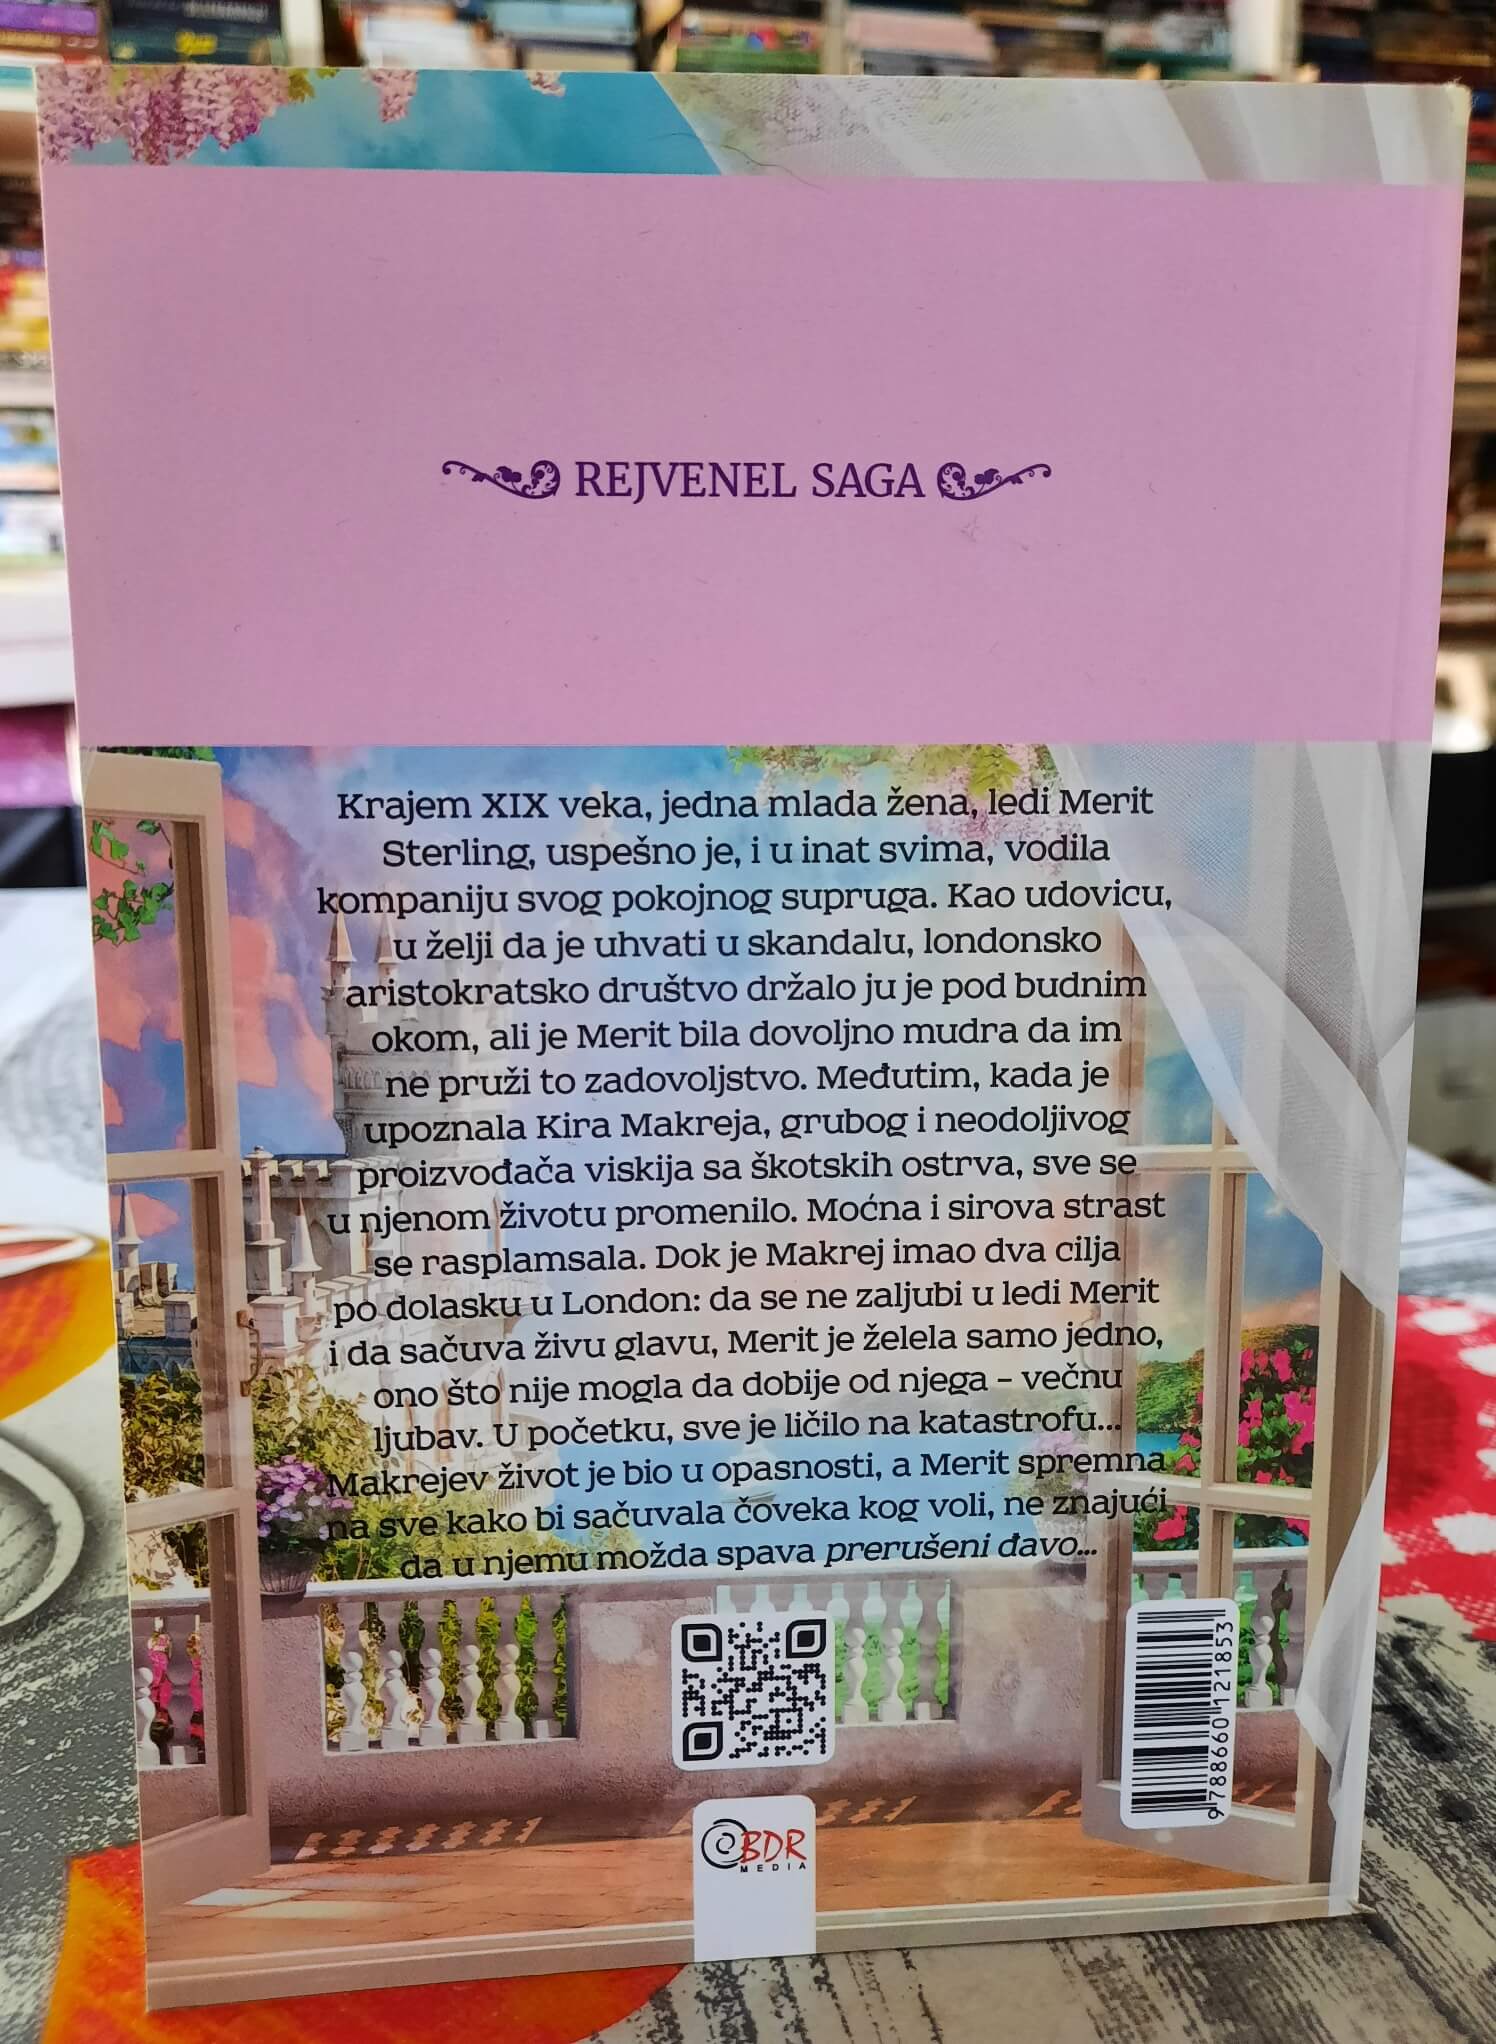 REJVENEL SAGA
Krajem XIX veka, jedna mlada žena, ledi Merit
Sterling, uspešno je, i u inat svima, vodila
kompaniju svog pokojnog supruga. Kao udovicu,
u želji da je uhvati u skandalu, londonsko
aristokratsko društvo držalo ju je pod budnim
okom, ali je Merit bila dovoljno mudra da im
ne pruži to zadovoljstvo. Međutim, kada je
upoznala Kira Makreja, grubog i neodoljivog
proizvođača viskija sa škotskih ostrva, sve se
u njenom životu promenilo. Moćna i sirova strast
se rasplamsala. Dok je Makrej imao dva cilja
po dolasku u London: da se ne zaljubi u ledi Merit
i da sačuva živu glavu, Merit je želela samo jedno,
ono što nije mogla da dobije od njega – večnu
ljubav. U početku, sve je ličilo na katastrofu...
Makrejev život je bio u opasnosti, a Merit spremna
na sve kako bi sačuvala čoveka kog voli, ne znajući
da u njemu možda spava prerušeni đavo...
9788660121853
BDR
MEDIA